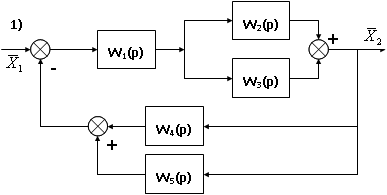 1)
W₂(p)
+
X̅₂
W₁(p)
X̅₁
-
W₃(p)
W₄(p)
+
W₅(p)